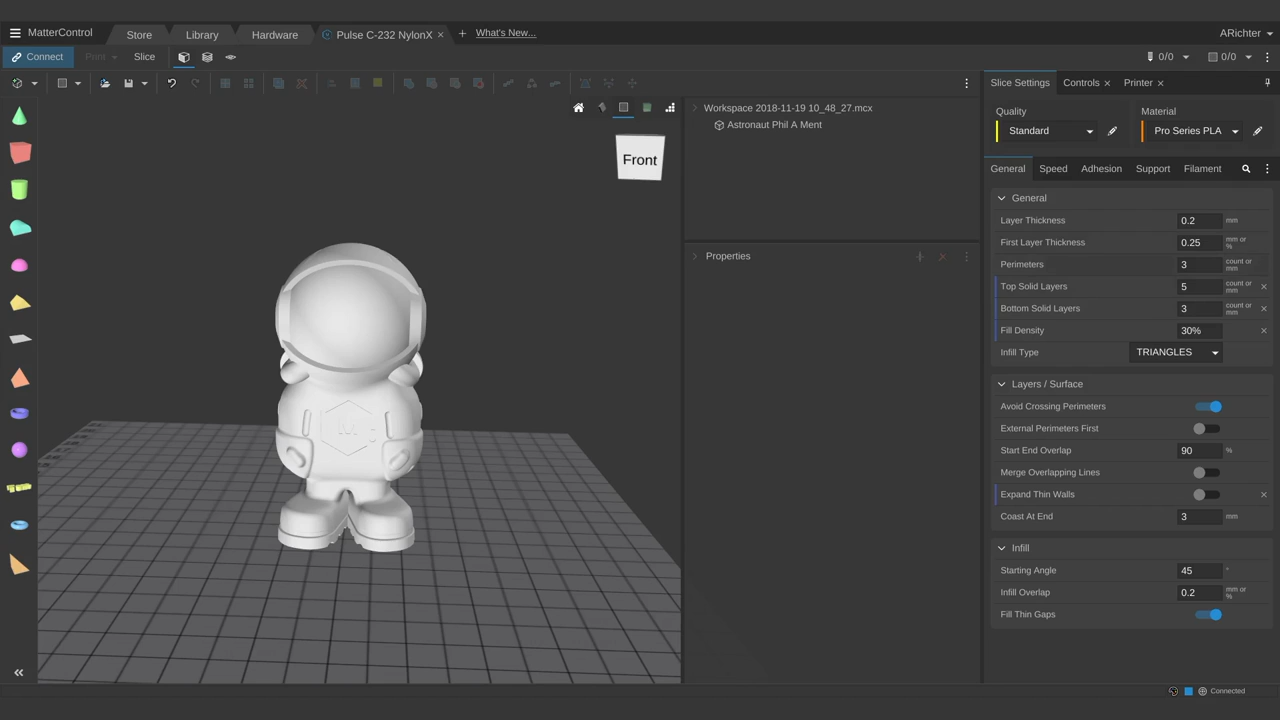 MatterControl
Store
Library
Hardware
Pulse C-232 NylonX
What's New...
ARichter
Connect
Print
Slice
0/0
0/0
Slice Settings
Controls
Printer
Workspace 2018-11-19 10_48_27.mcx
Astronaut Phil A Ment
Front
Properties
M
Quality
Material
Standard
Pro Series PLA
General
Speed
Adhesion
Support
Filament
General
Layer Thickness 0.2 mm
First Layer Thickness 0.25 mm or %
Perimeters 3 count or mm
Top Solid Layers 5 count or mm
Bottom Solid Layers 3 count or mm
Fill Density 30%
Infill Type TRIANGLES
Layers / Surface
Avoid Crossing Perimeters
External Perimeters First
Start End Overlap 90 %
Merge Overlapping Lines
Expand Thin Walls
Coast At End 3 mm
Infill
Starting Angle 45 °
Infill Overlap 0.2 mm or %
Fill Thin Gaps
Connected